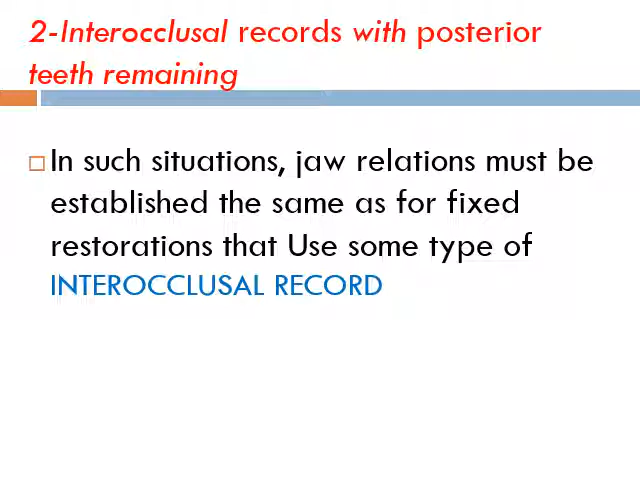 2-Interocclusal records with posterior
teeth remaining
In such situations, jaw relations must be
established the same as for fixed
restorations that Use some type of
INTEROCCLUSAL RECORD